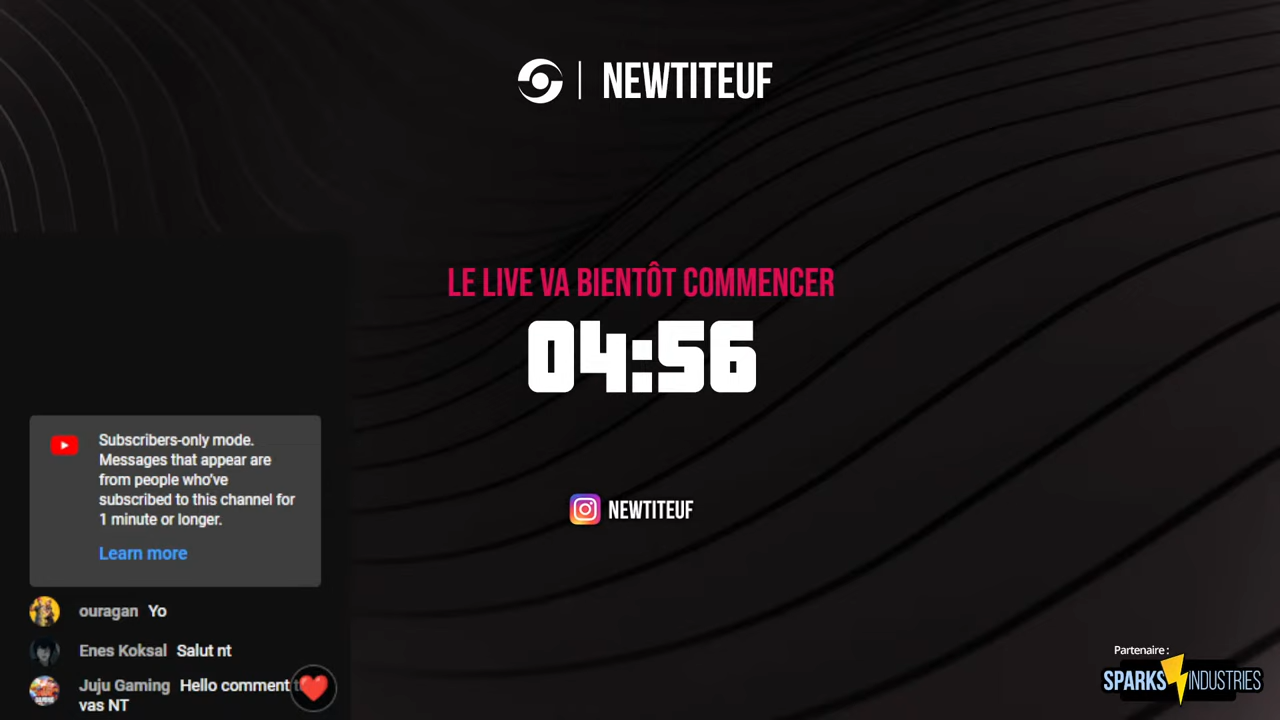 NEWTITEUF
LE LIVE VA BIENTÔT COMMENCER
04:56
NEWTITEUF
Subscribers-only mode.
Messages that appear are
from people who've
subscribed to this channel for
1 minute or longer.
Learn more
ouragan Yo
Enes Koksal Salut nt
Juju Gaming Hello comment
vas NT
Partenaire :
SPARKS INDUSTRIES